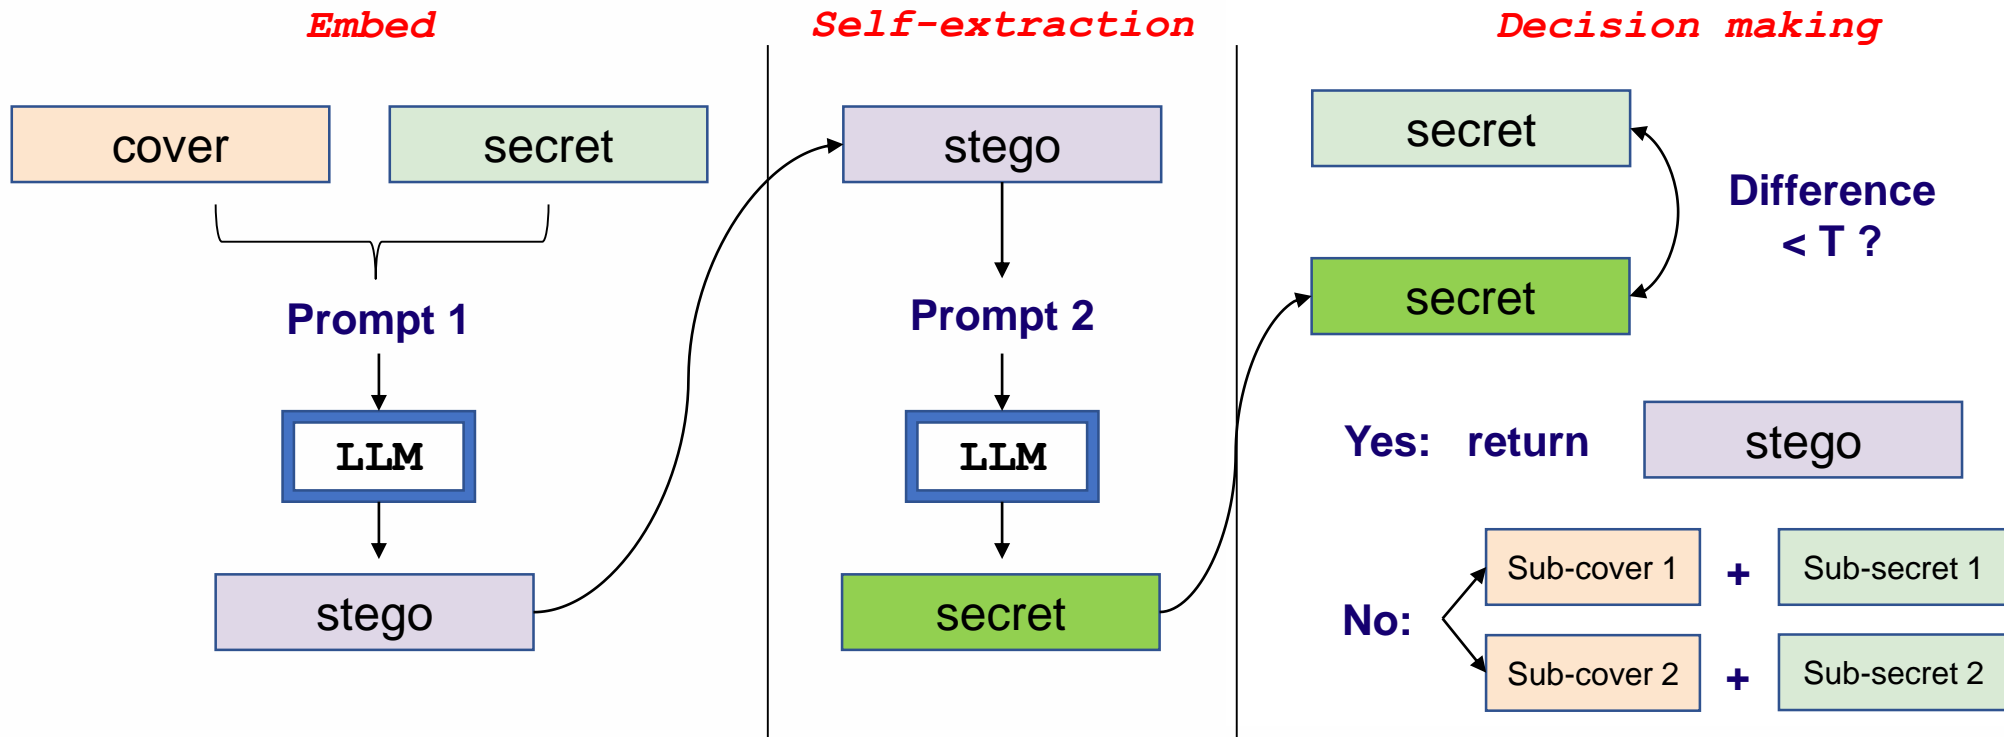 Embed
cover
secret
Prompt 1
LLM
stego
Self-extraction
stego
Prompt 2
LLM
secret
Decision making
secret
secret
Difference
< T ?
Yes: return stego
No:
Sub-cover 1 + Sub-secret 1
Sub-cover 2 + Sub-secret 2